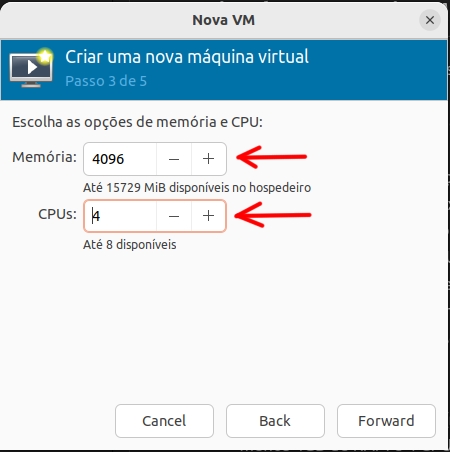 Nova VM
Criar uma nova máquina virtual
Passo 3 de 5
Escolha as opções de memória e CPU:
Memória: 4096 − +
Até 15729 MiB disponíveis no hospedeiro
CPUs: 4 − +
Até 8 disponíveis
Cancel Back Forward